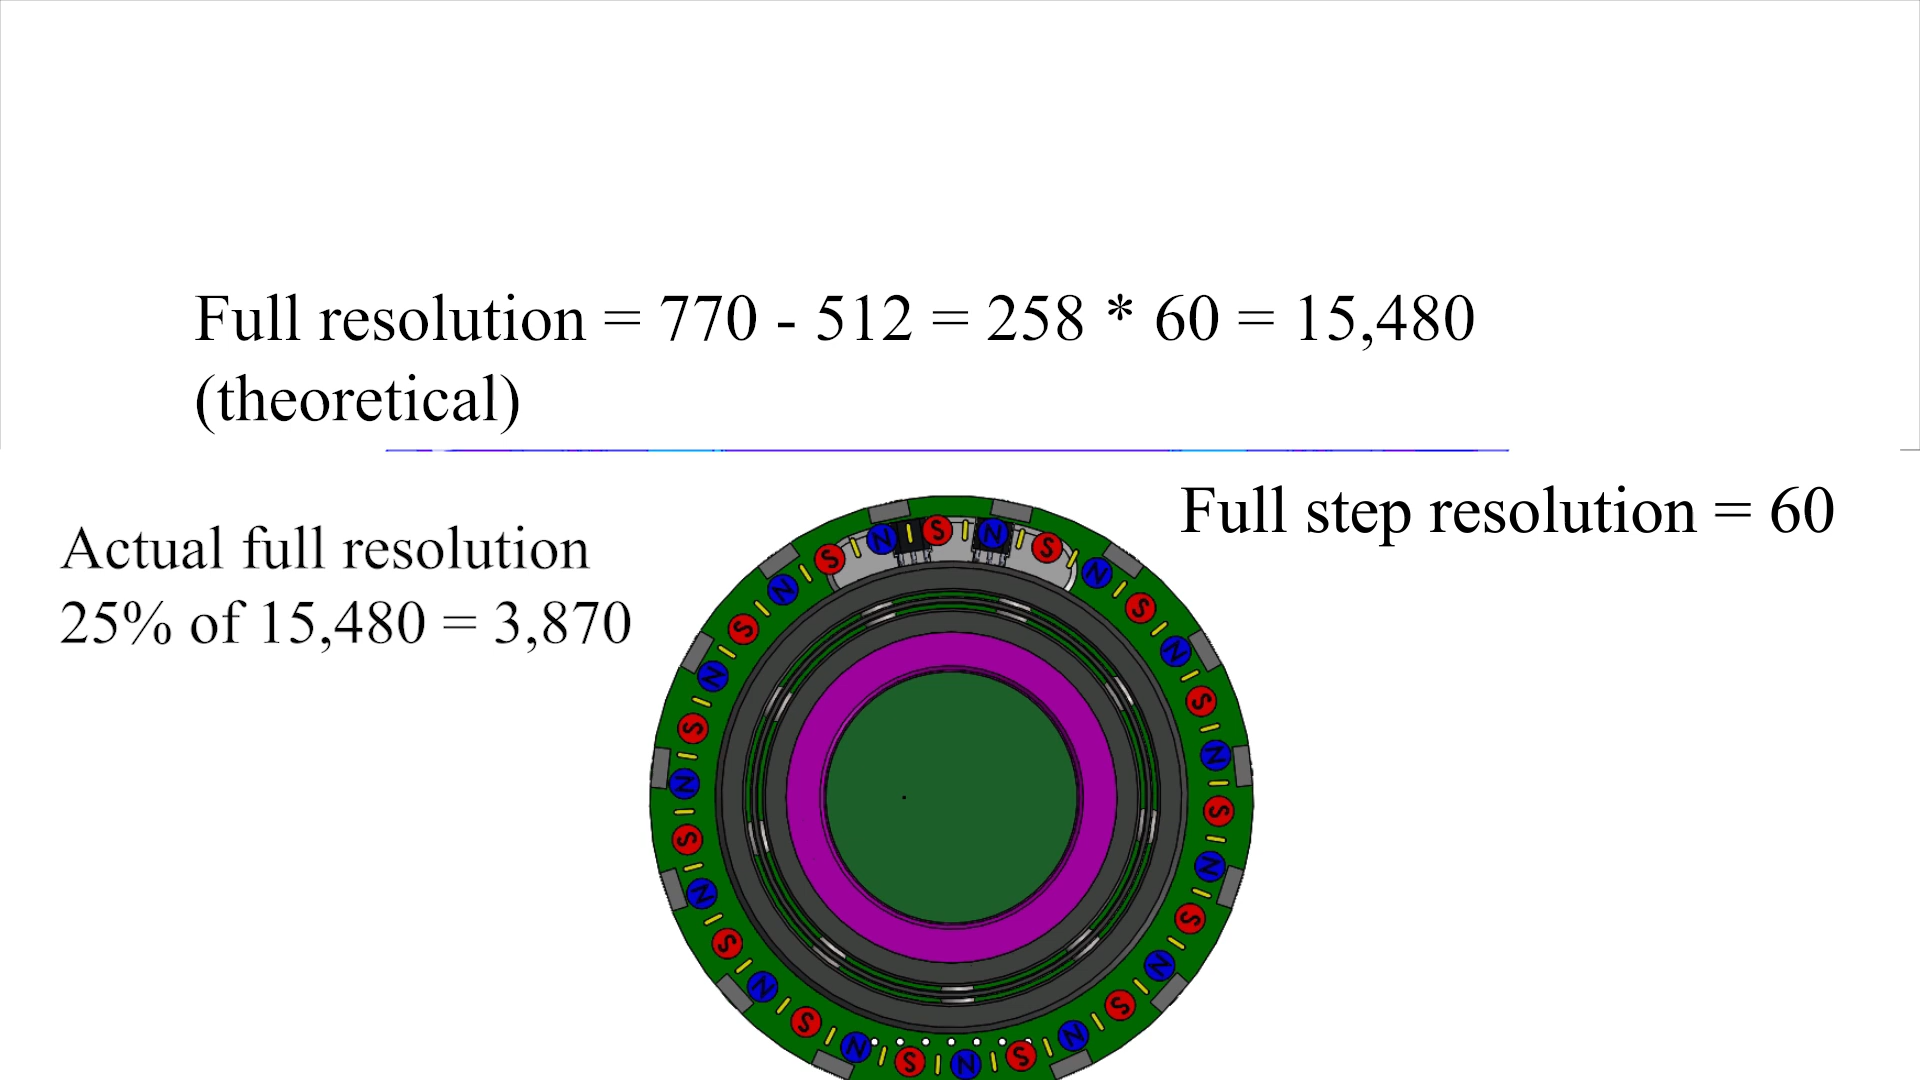 Full resolution = 770 - 512 = 258 * 60 = 15,480
(theoretical)
Full step resolution = 60
Actual full resolution
25% of 15,480 = 3,870
S N S N S N S N S N S N S N S N S N S N S N S N S N S N S N